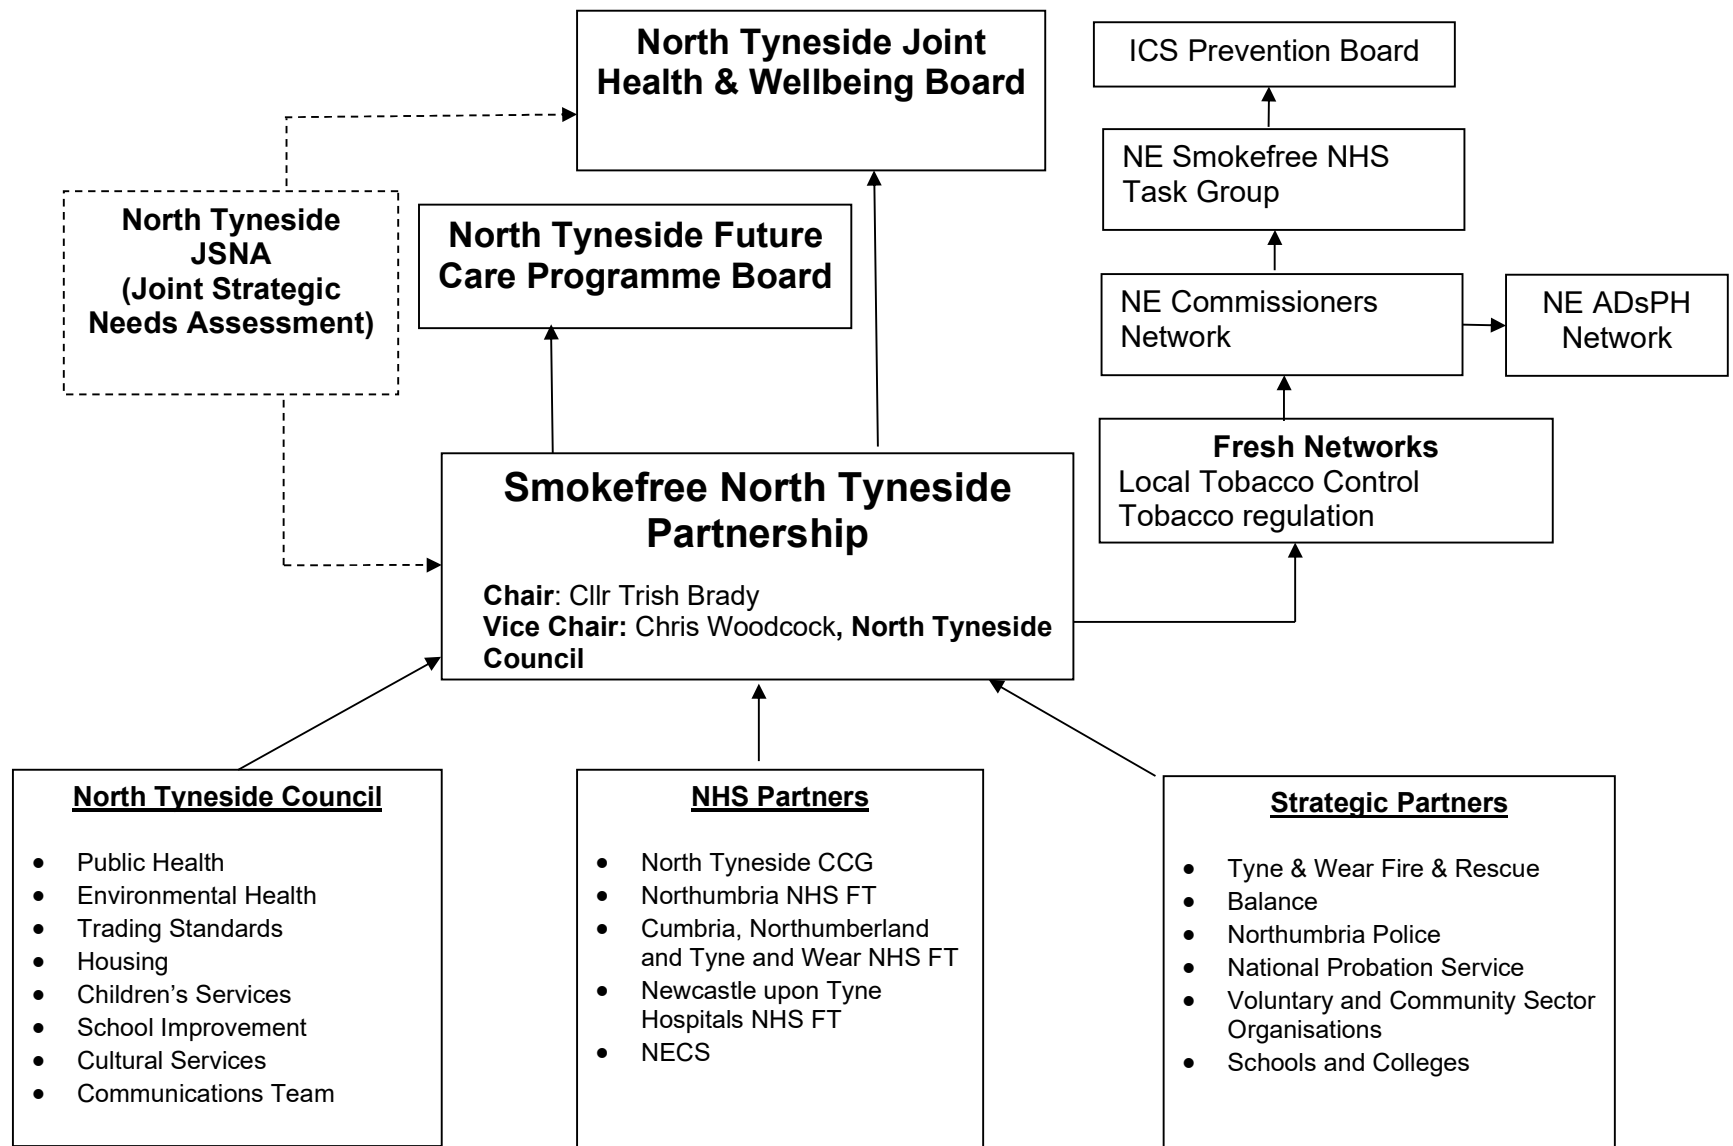 North Tyneside Joint
Health & Wellbeing Board
ICS Prevention Board
NE Smokefree NHS
Task Group
North Tyneside
JSNA
(Joint Strategic
Needs Assessment)
North Tyneside Future
Care Programme Board
NE Commissioners
Network
NE ADsPH
Network
Fresh Networks
Local Tobacco Control
Tobacco regulation
Smokefree North Tyneside
Partnership
Chair: Cllr Trish Brady
Vice Chair: Chris Woodcock, North Tyneside
Council
North Tyneside Council
• Public Health
• Environmental Health
• Trading Standards
• Housing
• Children’s Services
• School Improvement
• Cultural Services
• Communications Team
NHS Partners
• North Tyneside CCG
• Northumbria NHS FT
• Cumbria, Northumberland
and Tyne and Wear NHS FT
• Newcastle upon Tyne
Hospitals NHS FT
• NECS
Strategic Partners
• Tyne & Wear Fire & Rescue
• Balance
• Northumbria Police
• National Probation Service
• Voluntary and Community Sector
Organisations
• Schools and Colleges